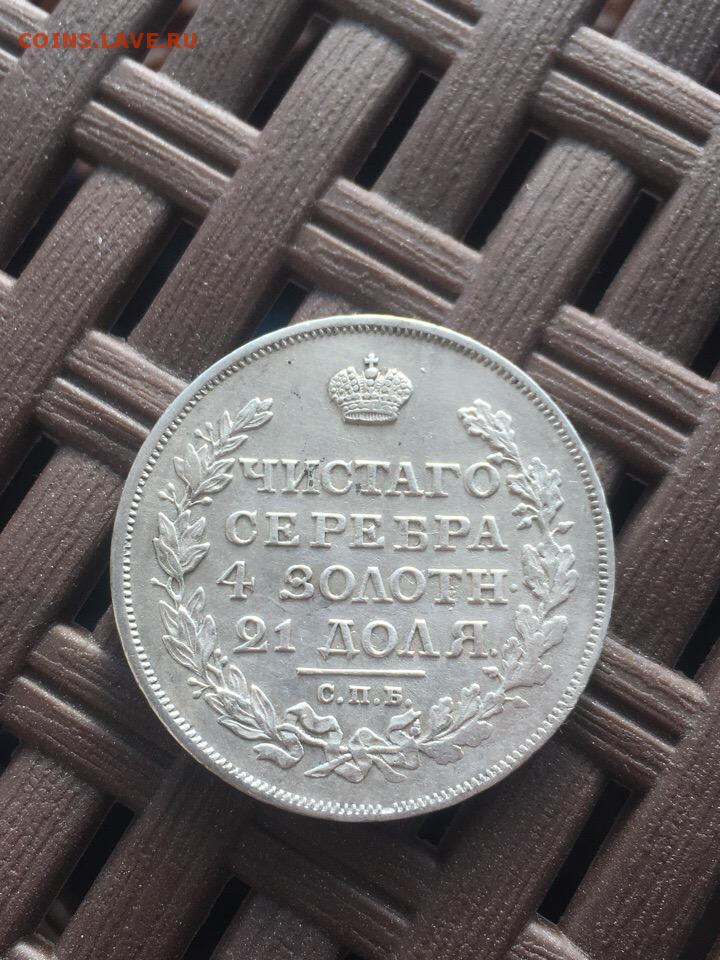 COINS.LAVE.RU
ЧИСТАГО
СЕРЕБРА
4 ЗОЛОТН.
21 ДОЛЯ.
С.П.Б.